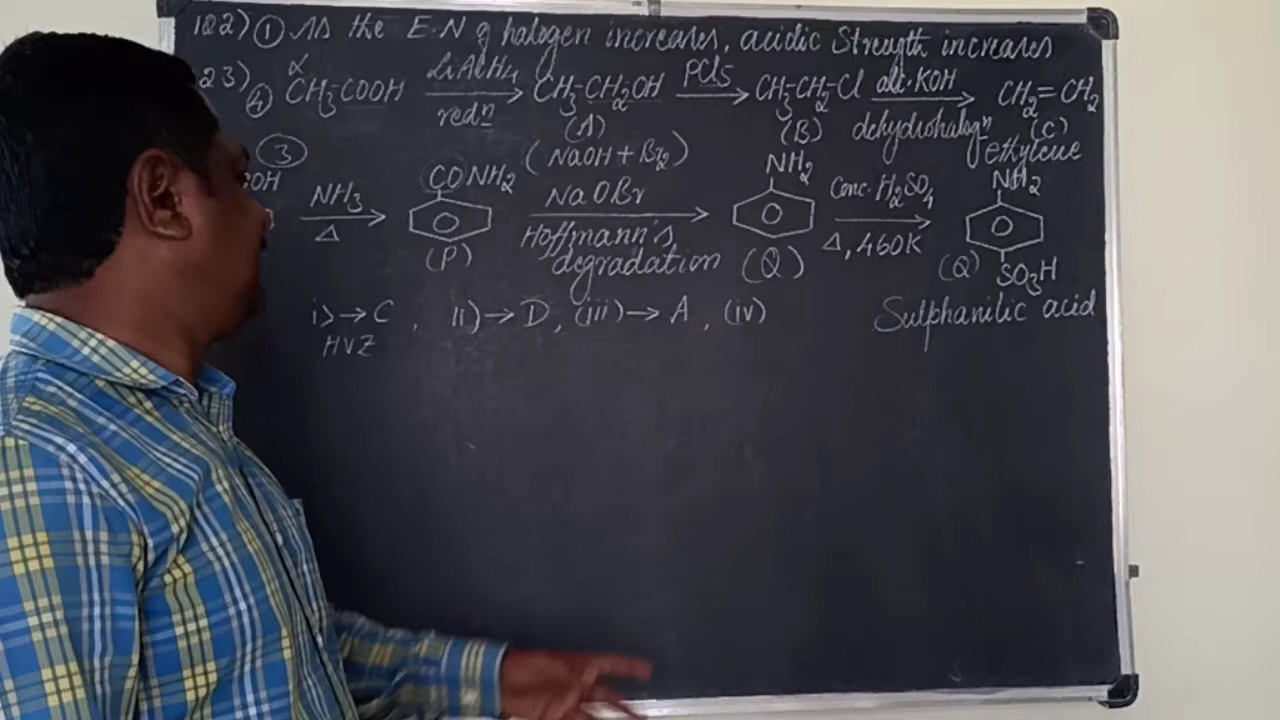 122) ① As the E.N of halogen increases, acidic Strength increases
23) ④ CH3-COOH LiAlH4 redn CH3-CH2OH PCl5 CH3-CH2-Cl alc.KOH CH2=CH2
α
(A) (B) dehydrohalogn (C)
ethylene
③ (NaOH+Br2)
OH NH3 Δ CONH2 NaOBr NH2 Conc.H2SO4 Δ, 460K NH2
(P) Hoffmann's degradation (Q) (Q) SO3H
i) → C, ii) → D, (iii) → A, (iv) Sulphanilic acid
HVZ